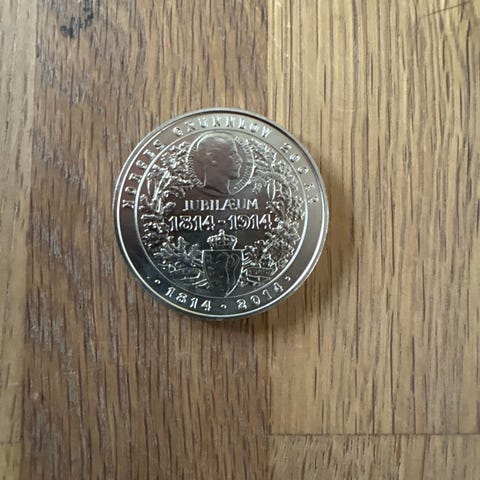 NORGES GRUNNLOV 200 ÅR
JUBILÆUM
1814-1914
· 1814 · 2014 ·